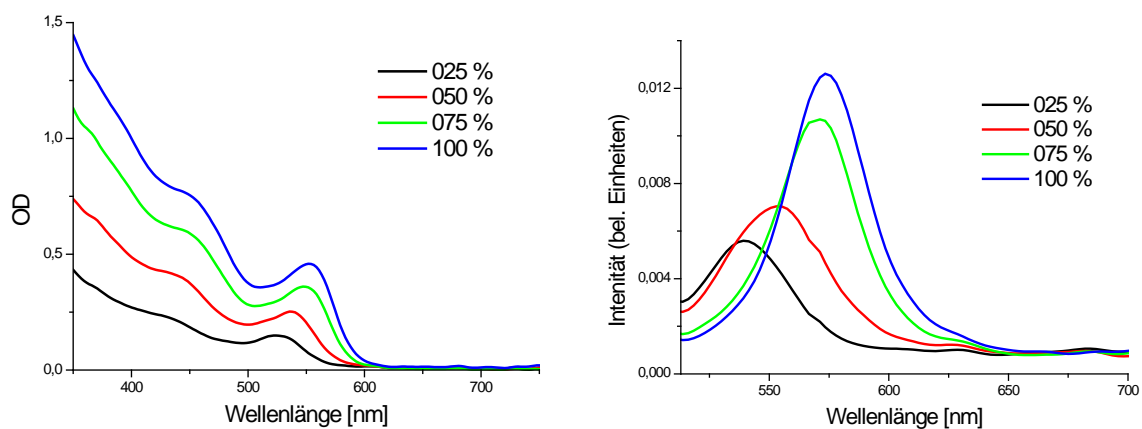 1,5
1,0
0,5
0,0
OD
400 500 600 700
Wellenlänge [nm]
025 %
050 %
075 %
100 %
0,012
0,008
0,004
0,000
Intenität (bel. Einheiten)
550 600 650 700
Wellenlänge [nm]
025 %
050 %
075 %
100 %